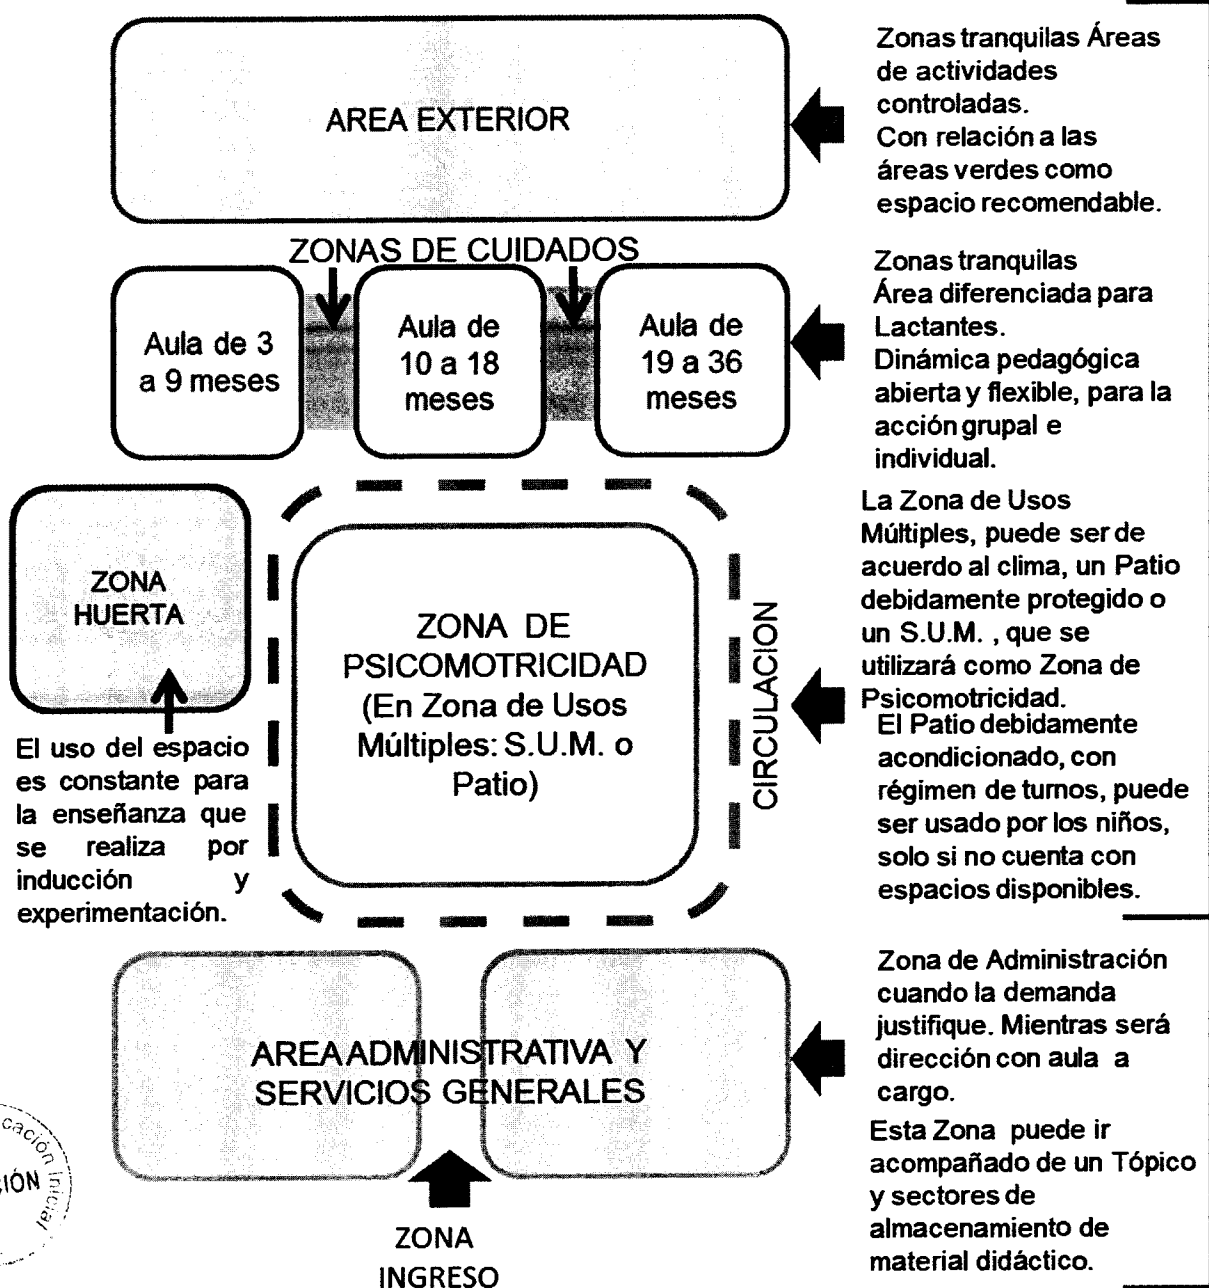 AREA EXTERIOR
Zonas tranquilas Áreas
de actividades
controladas.
Con relación a las
áreas verdes como
espacio recomendable.
ZONAS DE CUIDADOS
Aula de 3
a 9 meses
Aula de
10 a 18
meses
Aula de
19 a 36
meses
Zonas tranquilas
Área diferenciada para
Lactantes.
Dinámica pedagógica
abierta y flexible, para la
acción grupal e
individual.
ZONA
HUERTA
El uso del espacio
es constante para
la enseñanza que
se realiza por
inducción y
experimentación.
ZONA DE
PSICOMOTRICIDAD
(En Zona de Usos
Múltiples: S.U.M. o
Patio)
CIRCULACION
La Zona de Usos
Múltiples, puede ser de
acuerdo al clima, un Patio
debidamente protegido o
un S.U.M. , que se
utilizará como Zona de
Psicomotricidad.
El Patio debidamente
acondicionado, con
régimen de turnos, puede
ser usado por los niños,
solo si no cuenta con
espacios disponibles.
AREA ADMINISTRATIVA Y
SERVICIOS GENERALES
Zona de Administración
cuando la demanda
justifique. Mientras será
dirección con aula a
cargo.
Esta Zona puede ir
acompañado de un Tópico
y sectores de
almacenamiento de
material didáctico.
ZONA
INGRESO
Inicial